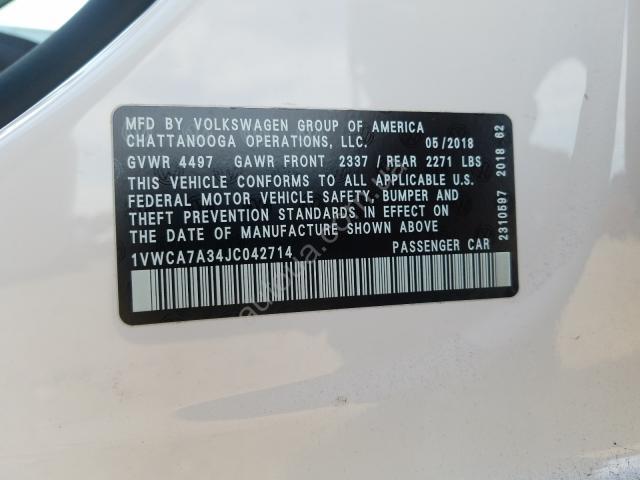 MFD BY VOLKSWAGEN GROUP OF AMERICA
CHATTANOOGA OPERATIONS, LLC. 05/2018
GVWR 4497 GAWR FRONT 2337 / REAR 2271 LBS
THIS VEHICLE CONFORMS TO ALL APPLICABLE U.S.
FEDERAL MOTOR VEHICLE SAFETY, BUMPER AND
THEFT PREVENTION STANDARDS IN EFFECT ON
THE DATE OF MANUFACTURE SHOWN ABOVE
1VWCA7A34JC042714 PASSENGER CAR
2310597 2018 62